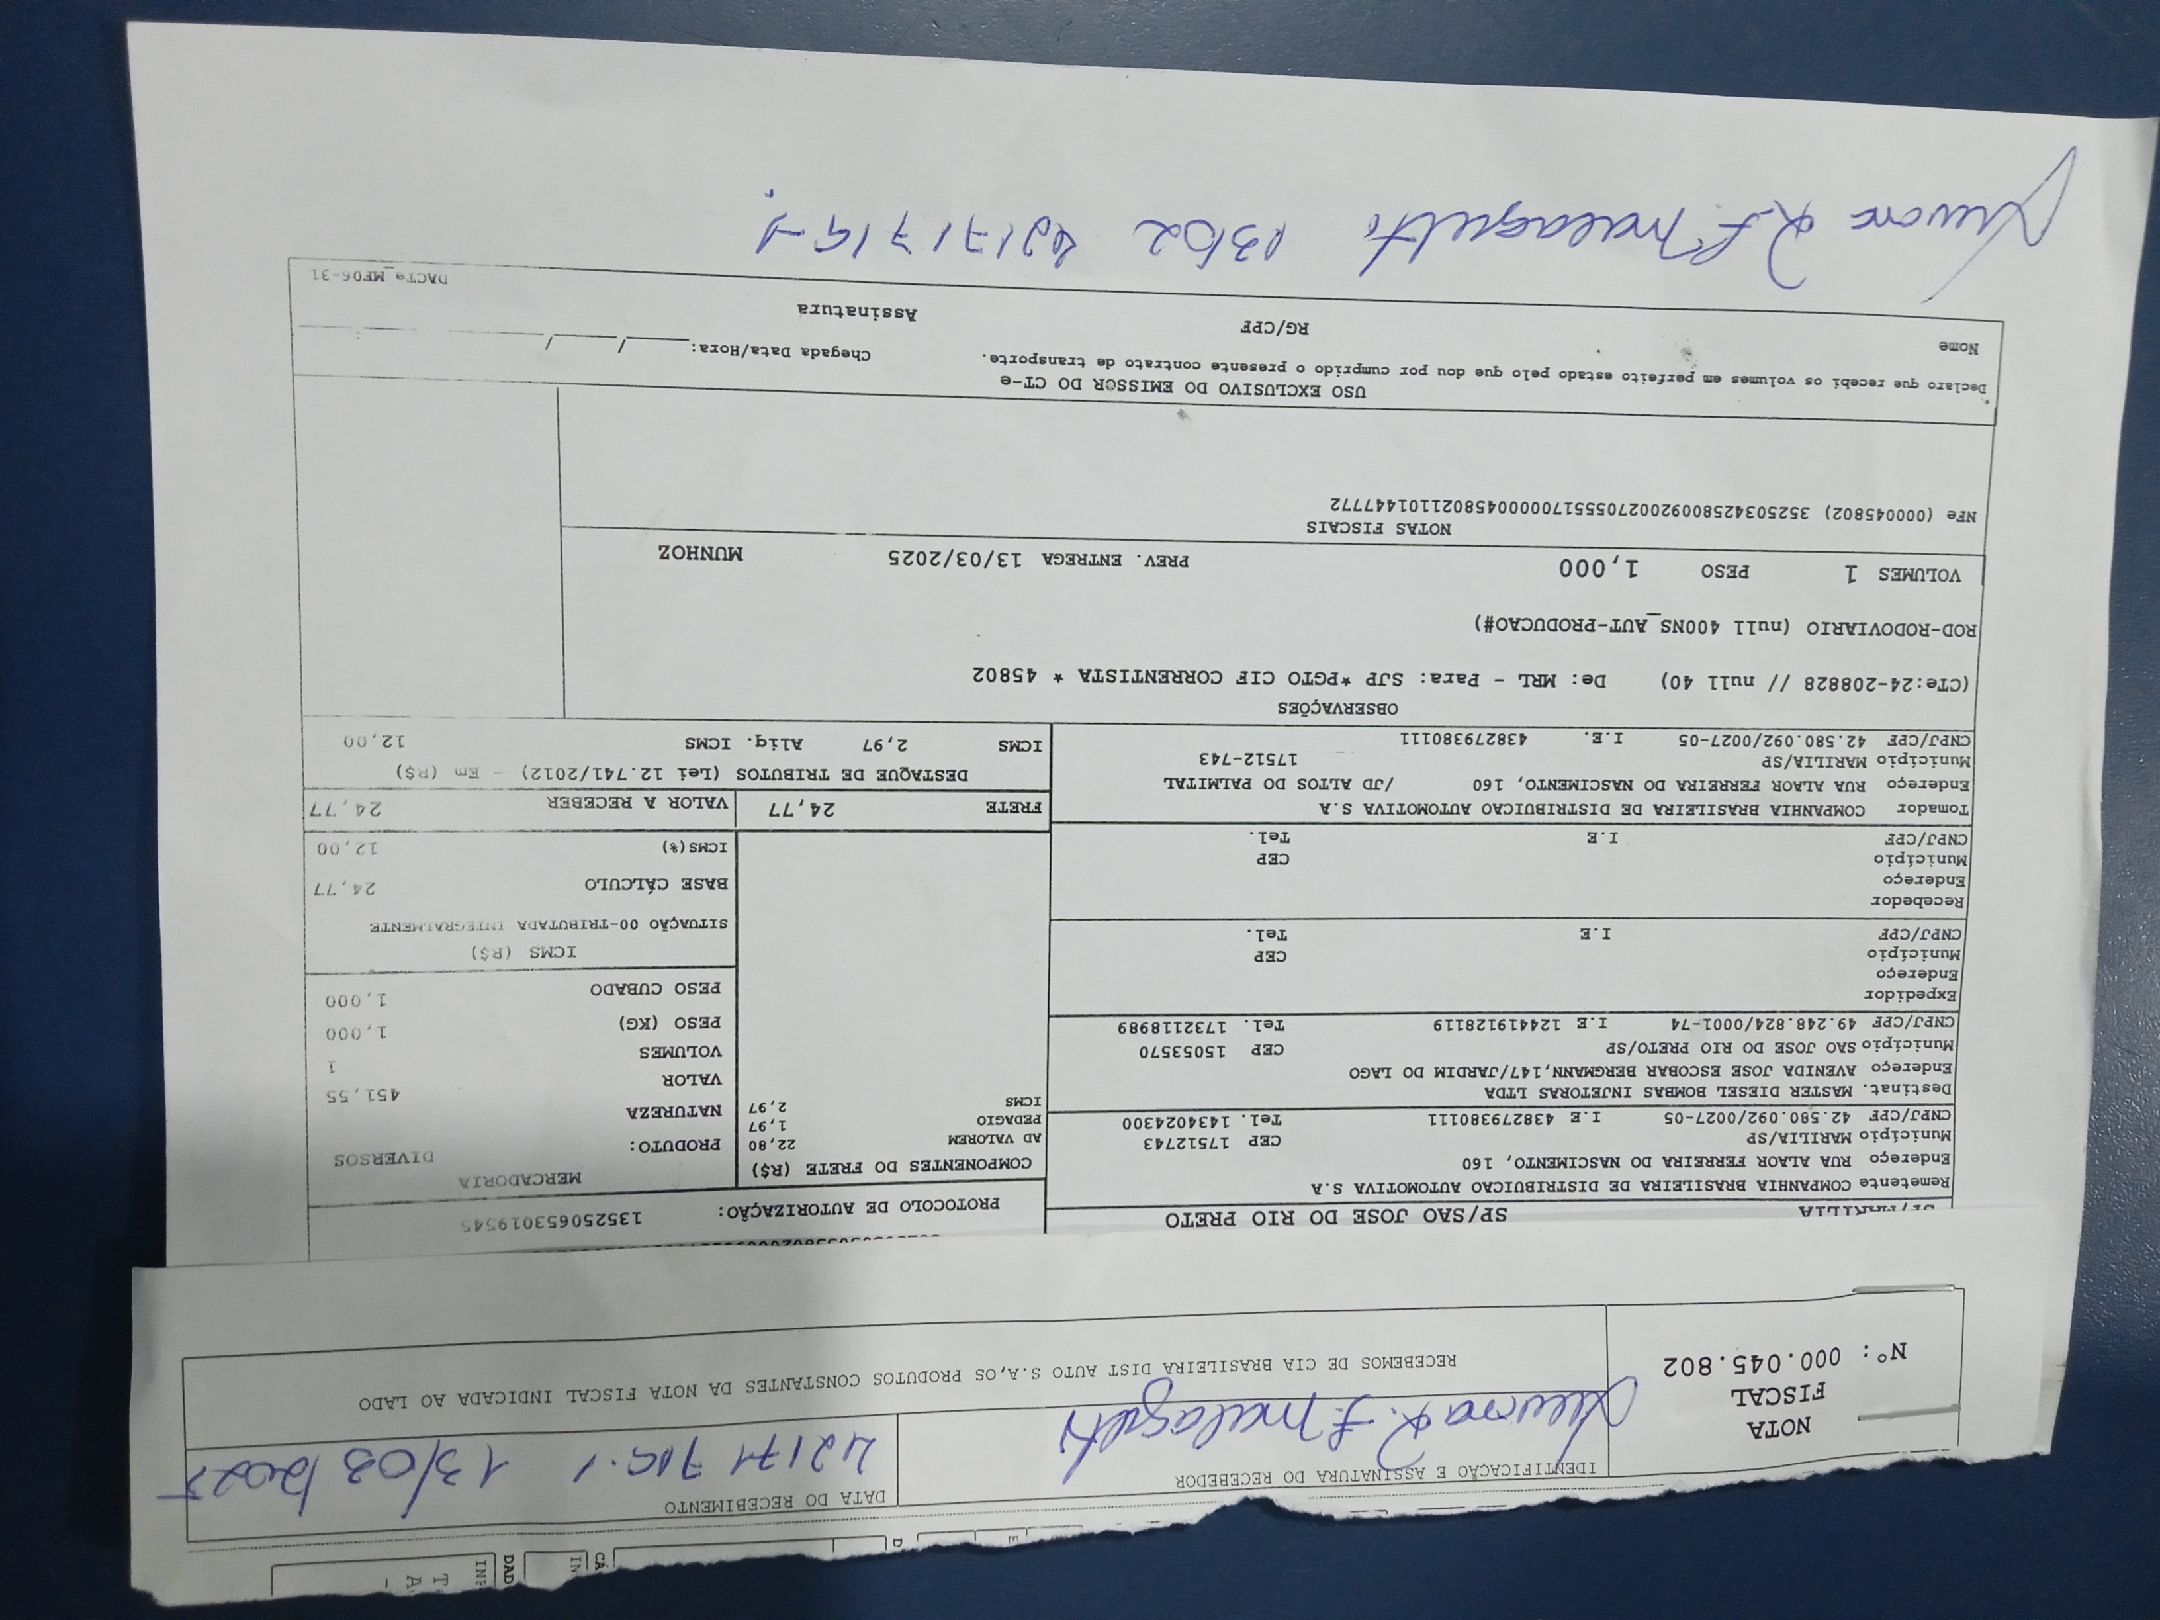 DATA DO RECEBIMENTO
IDENTIFICAÇÃO E ASSINATURA DO RECEBEDOR
NOTA
FISCAL
Nº: 000.045.802
13/03/2025
RECEBEMOS DE CIA BRASILEIRA DIST AUTO S.A,OS PRODUTOS CONSTANTES DA NOTA FISCAL INDICADA AO LADO
SP/MARILIA SP/SAO JOSE DO RIO PRETO
PROTOCOLO DE AUTORIZAÇÃO: 135250653019545
Remetente COMPANHIA BRASILEIRA DE DISTRIBUICAO AUTOMOTIVA S.A
Endereço RUA ALAOR FERREIRA DO NASCIMENTO, 160
Município MARILIA/SP CEP 17512743
CNPJ/CPF 42.580.092/0027-05 I.E 438279380111 Tel. 1434024300
Destinat. MASTER DIESEL BOMBAS INJETORAS LTDA
Endereço AVENIDA JOSE ESCOBAR BERGMANN,147/JARDIM DO LAGO
Município SAO JOSE DO RIO PRETO/SP CEP 15053570
CNPJ/CPF 49.248.824/0001-74 I.E 124419128119 Tel. 1732118989
Expedidor
Endereço
Município CEP
CNPJ/CPF I.E Tel.
Recebedor
Endereço
Município CEP
CNPJ/CPF I.E Tel.
Tomador COMPANHIA BRASILEIRA DE DISTRIBUICAO AUTOMOTIVA S.A
Endereço RUA ALAOR FERREIRA DO NASCIMENTO, 160 /JD ALTOS DO PALMITAL
Município MARILIA/SP 17512-743
CNPJ/CPF 42.580.092/0027-05 I.E. 438279380111
COMPONENTES DO FRETE (R$)
AD VALOREM 22,80
PEDAGIO 1,97
ICMS 2,97
MERCADORIA
PRODUTO: DIVERSOS
NATUREZA
VALOR 451,55
VOLUMES 1
PESO (KG) 1,000
PESO CUBADO 1,000
ICMS (R$)
SITUAÇÃO 00-TRIBUTADA INTEGRALMENTE
BASE CÁLCULO 24,77
ICMS(%) 12,00
FRETE 24,77 VALOR A RECEBER 24,77
DESTAQUE DE TRIBUTOS (Lei 12.741/2012) - Em (R$)
ICMS 2,97 Aliq. ICMS 12,00
OBSERVAÇÕES
(CTe:24-208828 // null 40) De: MRL - Para: SJP *PGTO CIF CORRENTISTA * 45802
ROD-RODOVIARIO (null 400NS_AUT-PRODUCAO#)
VOLUMES 1 PESO 1,000 PREV. ENTREGA 13/03/2025 MUNHOZ
NOTAS FISCAIS
NFe (000045802) 35250342580092002705551700000458021101447772
USO EXCLUSIVO DO EMISSOR DO CT-e
Declaro que recebi os volumes em perfeito estado pelo que dou por cumprido o presente contrato de transporte. Chegada Data/Hora: / / :
Nome RG/CPF Assinatura
DACTe_MF06-31